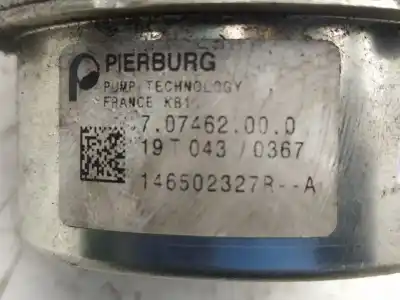 PIERBURG
PUMP TECHNOLOGY
FRANCE KB1
7.07462.00.0
19T 043 / 0367
146502327R--A